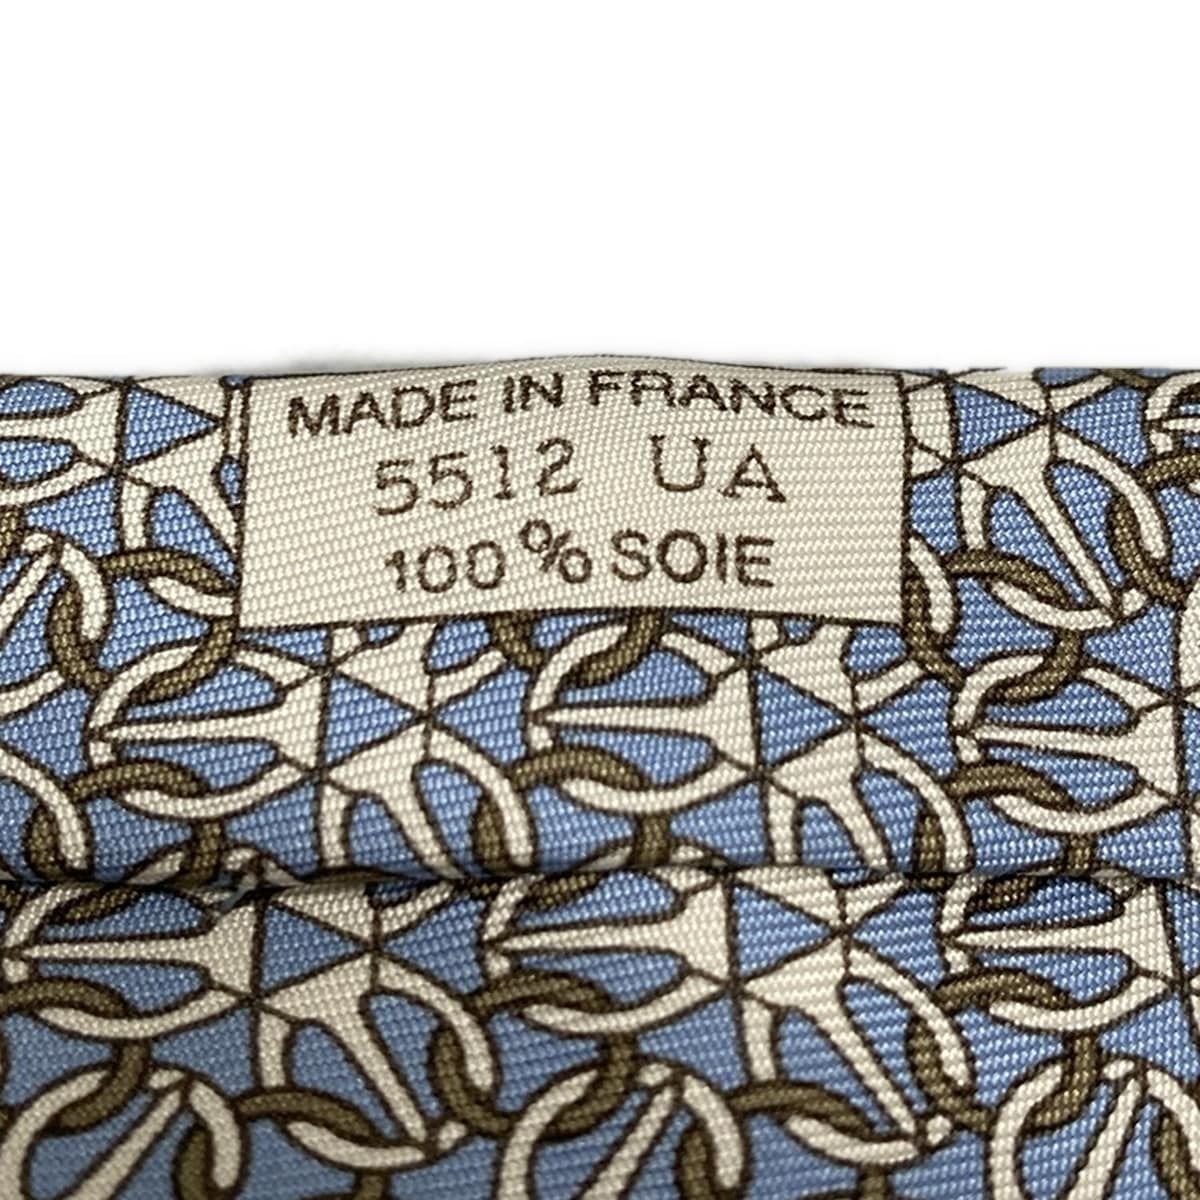 MADE IN FRANCE
5512 UA
100% SOIE